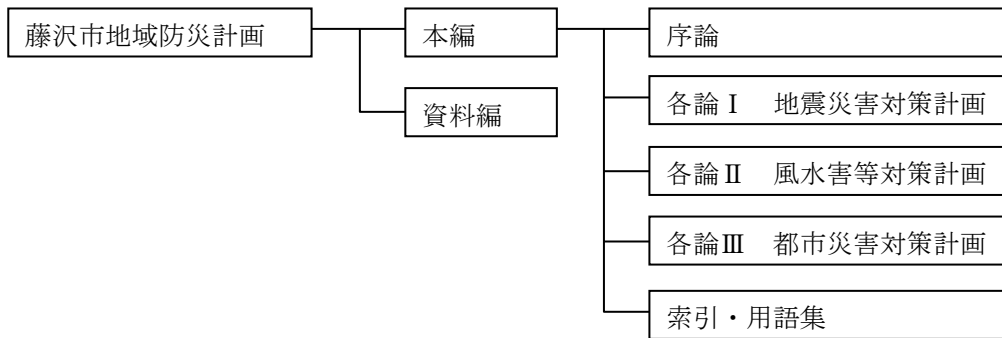 藤沢市地域防災計画
本編
序論
各論Ⅰ　地震災害対策計画
資料編
各論Ⅱ　風水害等対策計画
各論Ⅲ　都市災害対策計画
索引・用語集